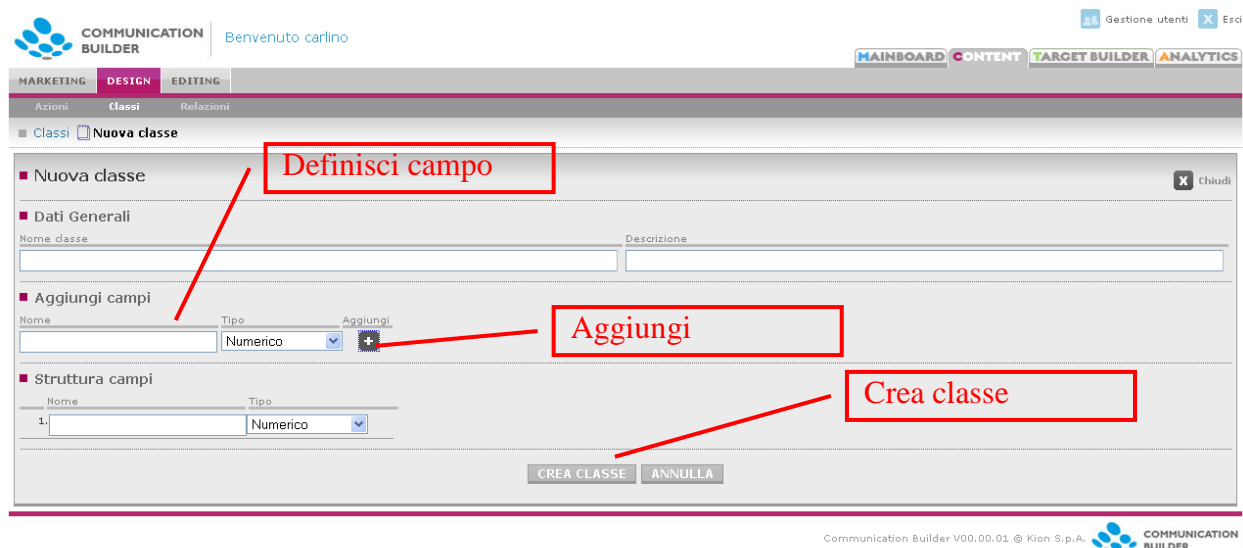 Gestione utenti X Esci
COMMUNICATION
BUILDER
Benvenuto carlino
MAINBOARD CONTENT TARGET BUILDER ANALYTICS
MARKETING DESIGN EDITING
Azioni Classi Relazioni
Classi Nuova classe
Definisci campo
Nuova classe
X Chiudi
Dati Generali
Nome classe Descrizione
Aggiungi campi
Nome Tipo Aggiungi
Numerico +
Aggiungi
Struttura campi
Nome Tipo
1. Numerico
Crea classe
CREA CLASSE ANNULLA
Communication Builder V00.00.01 @ Kion S.p.A.
COMMUNICATION
BUILDER